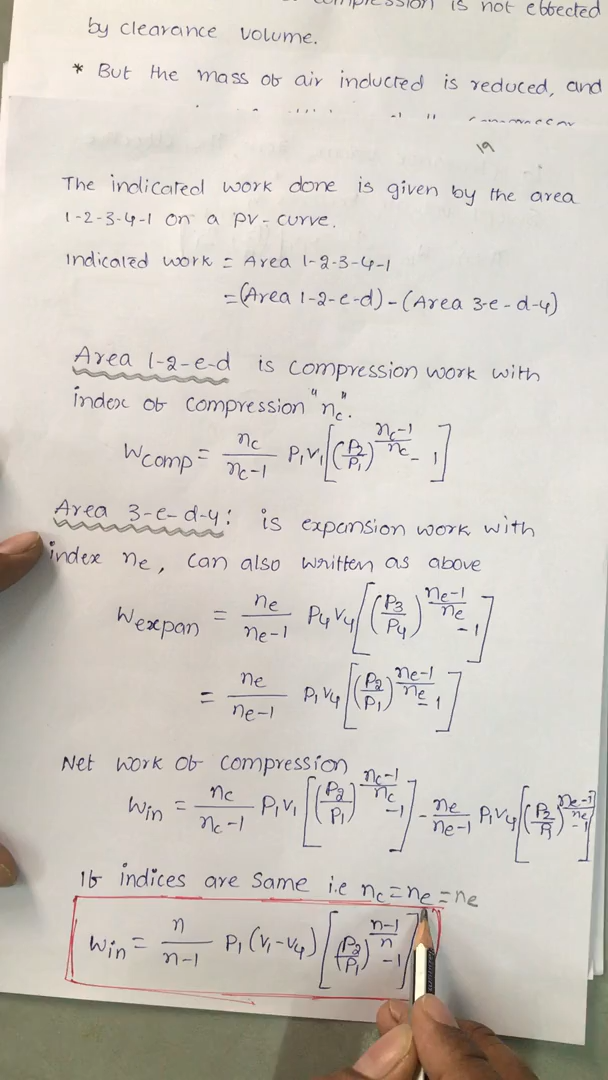 compression is not effected
by clearance volume.
* But the mass of air inducted is reduced, and
19
The indicated work done is given by the area
1-2-3-4-1 on a pv-curve.
Indicated work = Area 1-2-3-4-1
=(Area 1-2-e-d)-(Area 3-e-d-4)
Area 1-2-e-d is compression work with
index of compression "nc".
Wcomp = nc/(nc-1) P1V1[(P2/P1)^((nc-1)/nc) - 1]
Area 3-e-d-4: is expansion work with
index ne, can also written as above
Wexpan = ne/(ne-1) P4V4[(P3/P4)^((ne-1)/ne) - 1]
= ne/(ne-1) P1V4[(P2/P1)^((ne-1)/ne) - 1]
Net work of compression
Win = nc/(nc-1) P1V1[(P2/P1)^((nc-1)/nc) - 1] - ne/(ne-1) P1V4[(P2/P1)^((ne-1)/ne) - 1]
If indices are same i.e nc=ne=ne
Win = n/(n-1) P1(V1-V4)[(P2/P1)^((n-1)/n) - 1]